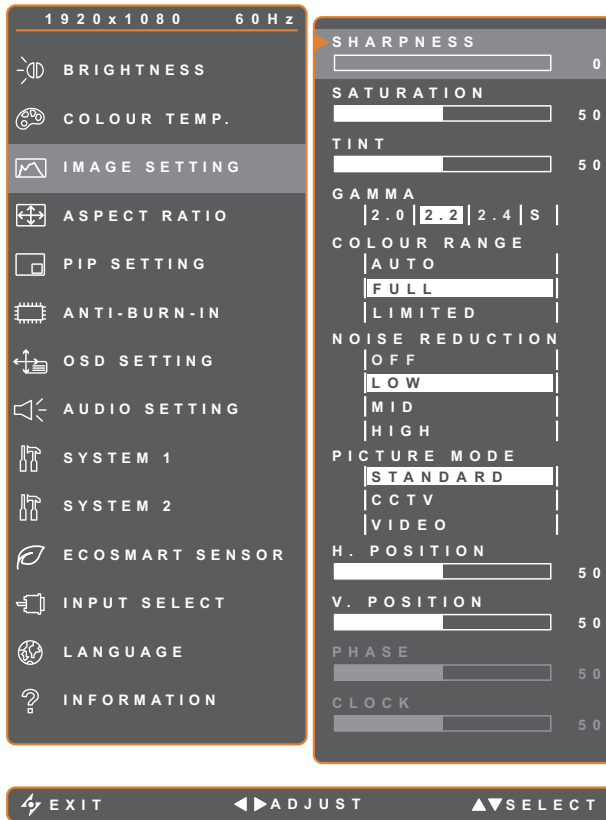 1920x1080 60Hz
BRIGHTNESS
COLOUR TEMP.
IMAGE SETTING
ASPECT RATIO
PIP SETTING
ANTI-BURN-IN
OSD SETTING
AUDIO SETTING
SYSTEM 1
SYSTEM 2
ECOSMART SENSOR
INPUT SELECT
LANGUAGE
INFORMATION
SHARPNESS
0
SATURATION
50
TINT
50
GAMMA
2.0 2.2 2.4 S
COLOUR RANGE
AUTO
FULL
LIMITED
NOISE REDUCTION
OFF
LOW
MID
HIGH
PICTURE MODE
STANDARD
CCTV
VIDEO
H. POSITION
50
V. POSITION
50
PHASE
50
CLOCK
50
EXIT ADJUST SELECT